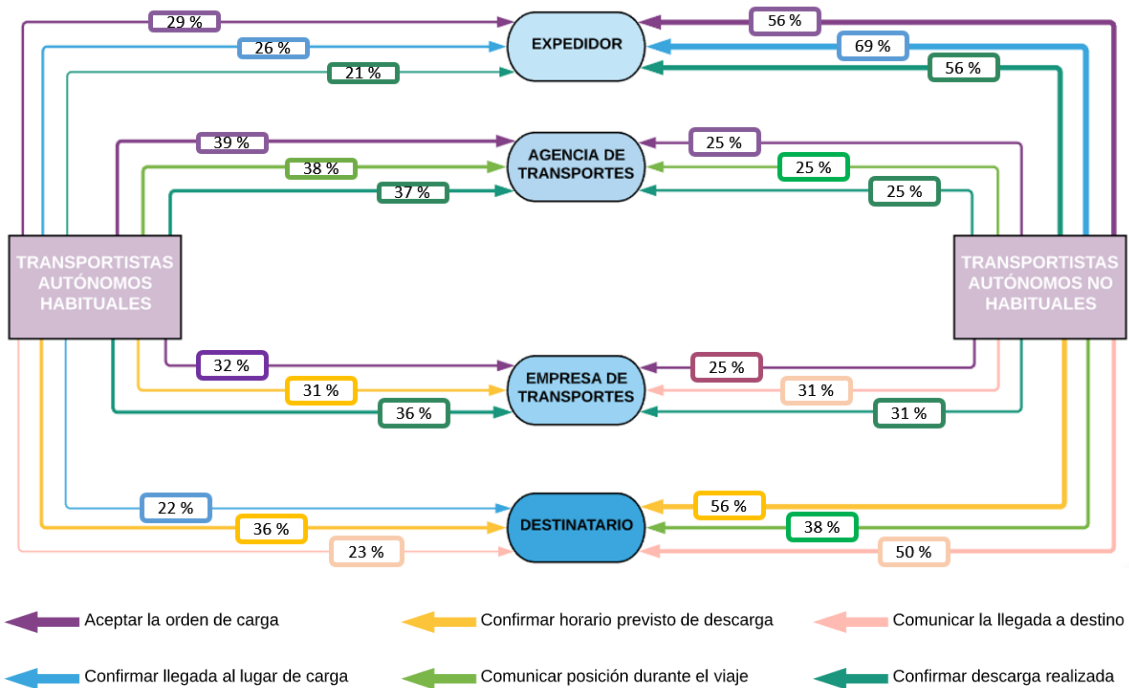 29 %
56 %
EXPEDIDOR
26 %
69 %
21 %
56 %
39 %
25 %
AGENCIA DE
TRANSPORTES
38 %
25 %
37 %
25 %
TRANSPORTISTAS
AUTÓNOMOS
HABITUALES
TRANSPORTISTAS
AUTÓNOMOS NO
HABITUALES
32 %
25 %
EMPRESA DE
TRANSPORTES
31 %
31 %
36 %
31 %
22 %
56 %
DESTINATARIO
36 %
38 %
23 %
50 %
Aceptar la orden de carga
Confirmar horario previsto de descarga
Comunicar la llegada a destino
Confirmar llegada al lugar de carga
Comunicar posición durante el viaje
Confirmar descarga realizada